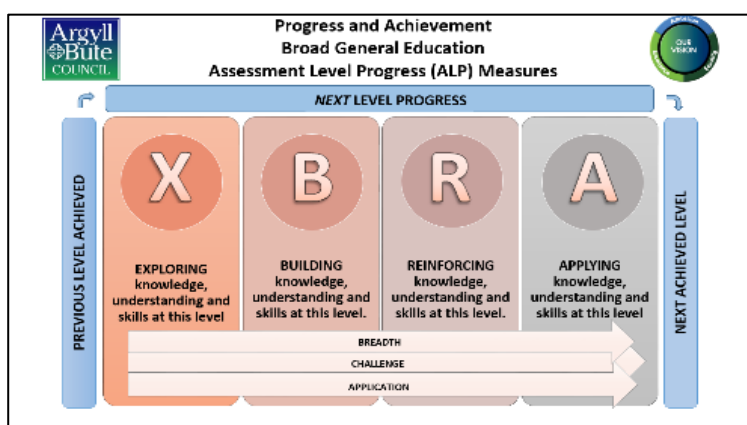 Argyll
&Bute
COUNCIL
Progress and Achievement
Broad General Education
Assessment Level Progress (ALP) Measures
OUR
VISION
NEXT LEVEL PROGRESS
PREVIOUS LEVEL ACHIEVED
X
EXPLORING
knowledge,
understanding and
skills at this level
B
BUILDING
knowledge,
understanding and
skills at this level.
R
REINFORCING
knowledge,
understanding and
skills at this level.
A
APPLYING
knowledge,
understanding and
skills at this level
NEXT ACHIEVED LEVEL
BREADTH
CHALLENGE
APPLICATION